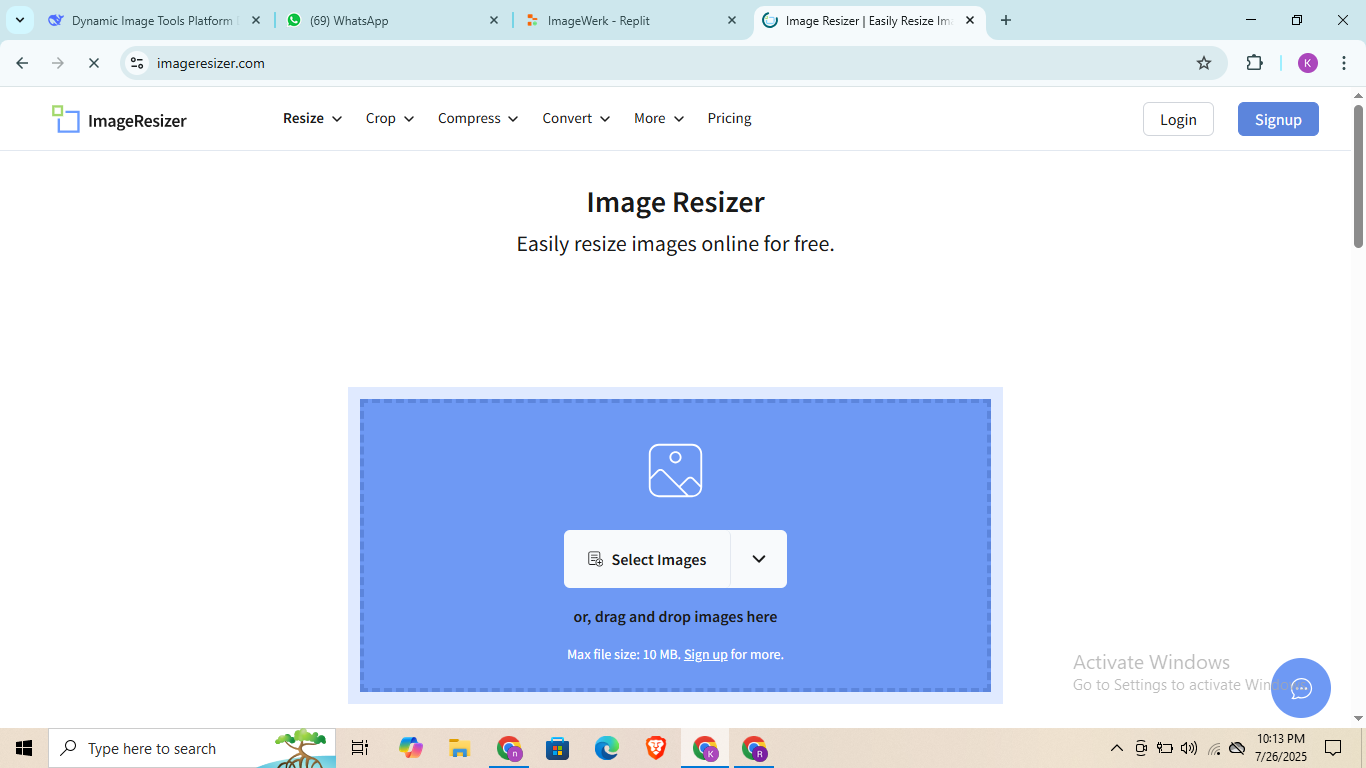 Dynamic Image Tools Platform
(69) WhatsApp
ImageWerk - Replit
Image Resizer | Easily Resize Im
imageresizer.com
K
ImageResizer
Resize
Crop
Compress
Convert
More
Pricing
Login
Signup
Image Resizer
Easily resize images online for free.
Select Images
or, drag and drop images here
Max file size: 10 MB. Sign up for more.
Activate Windows
Go to Settings to activate Windows.
Type here to search
n
K
R
10:13 PM
7/26/2025